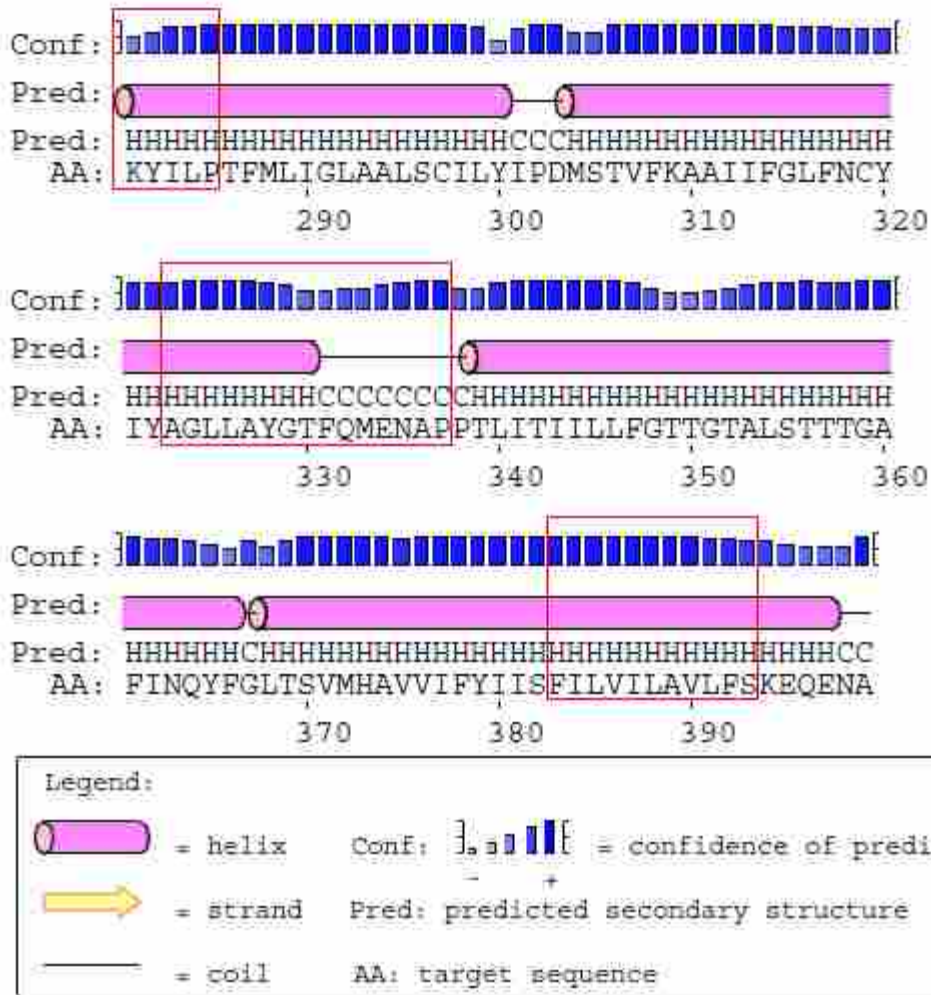 Conf:
Pred:
Pred: HHHHHHHHHHHHHHHHHHHHCCCHHHHHHHHHHHHHHHHH
AA: KYILPTFMLIGLAALSCILYIPDMSTVFKAAIIFGLFNCY
290 300 310 320
Conf:
Pred:
Pred: HHHHHHHHHHCCCCCCCCHHHHHHHHHHHHHHHHHHHHHH
AA: IYAGLLAYGTFQMENAPPTLITIILLFGTTGTALSTTTGA
330 340 350 360
Conf:
Pred:
Pred: HHHHHHCHHHHHHHHHHHHHHHHHHHHHHHHHHHHHHCC
AA: FINQYFGLTSVMHAVVIFYIISFILVILAVLFSKEQENA
370 380 390
Legend:
= helix Conf: = confidence of predi
- +
= strand Pred: predicted secondary structure
= coil AA: target sequence